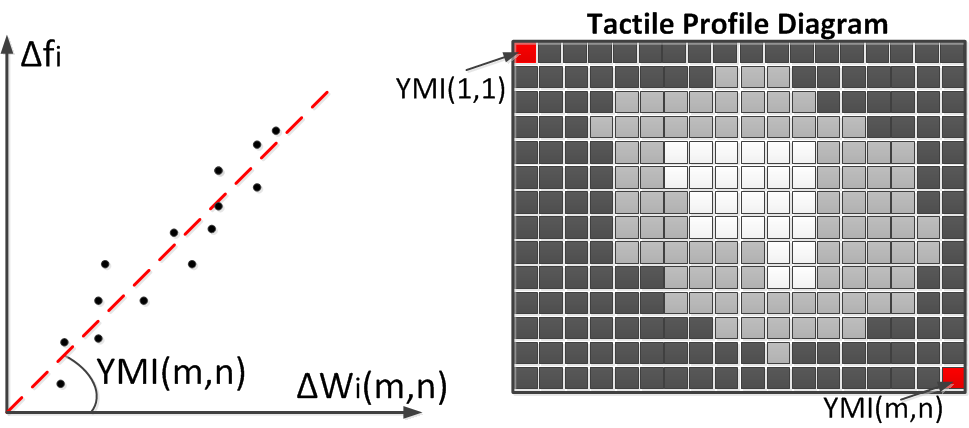 Δfi
YMI(m,n)
ΔWi(m,n)
Tactile Profile Diagram
YMI(1,1)
YMI(m,n)